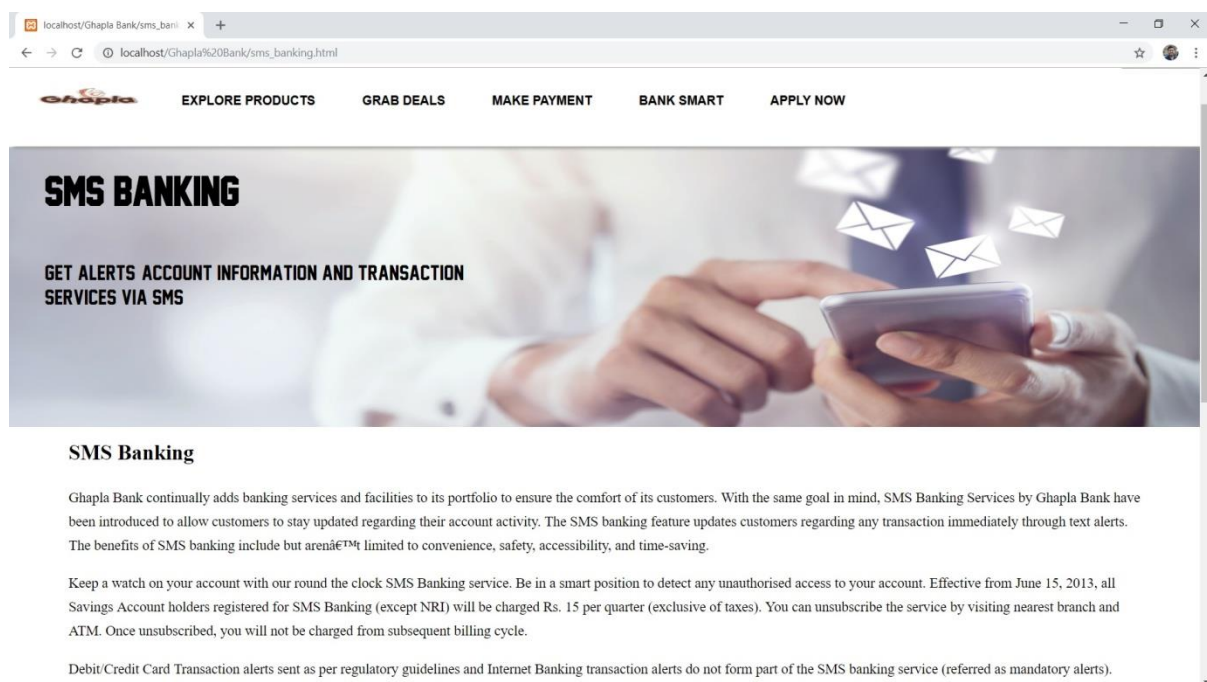 localhost/Ghapla Bank/sms_bank
localhost/Ghapla%20Bank/sms_banking.html
Ghapla
EXPLORE PRODUCTS GRAB DEALS MAKE PAYMENT BANK SMART APPLY NOW
SMS BANKING
GET ALERTS ACCOUNT INFORMATION AND TRANSACTION
SERVICES VIA SMS
SMS Banking
Ghapla Bank continually adds banking services and facilities to its portfolio to ensure the comfort of its customers. With the same goal in mind, SMS Banking Services by Ghapla Bank have
been introduced to allow customers to stay updated regarding their account activity. The SMS banking feature updates customers regarding any transaction immediately through text alerts.
The benefits of SMS banking include but arenâ€™t limited to convenience, safety, accessibility, and time-saving.
Keep a watch on your account with our round the clock SMS Banking service. Be in a smart position to detect any unauthorised access to your account. Effective from June 15, 2013, all
Savings Account holders registered for SMS Banking (except NRI) will be charged Rs. 15 per quarter (exclusive of taxes). You can unsubscribe the service by visiting nearest branch and
ATM. Once unsubscribed, you will not be charged from subsequent billing cycle.
Debit/Credit Card Transaction alerts sent as per regulatory guidelines and Internet Banking transaction alerts do not form part of the SMS banking service (referred as mandatory alerts).